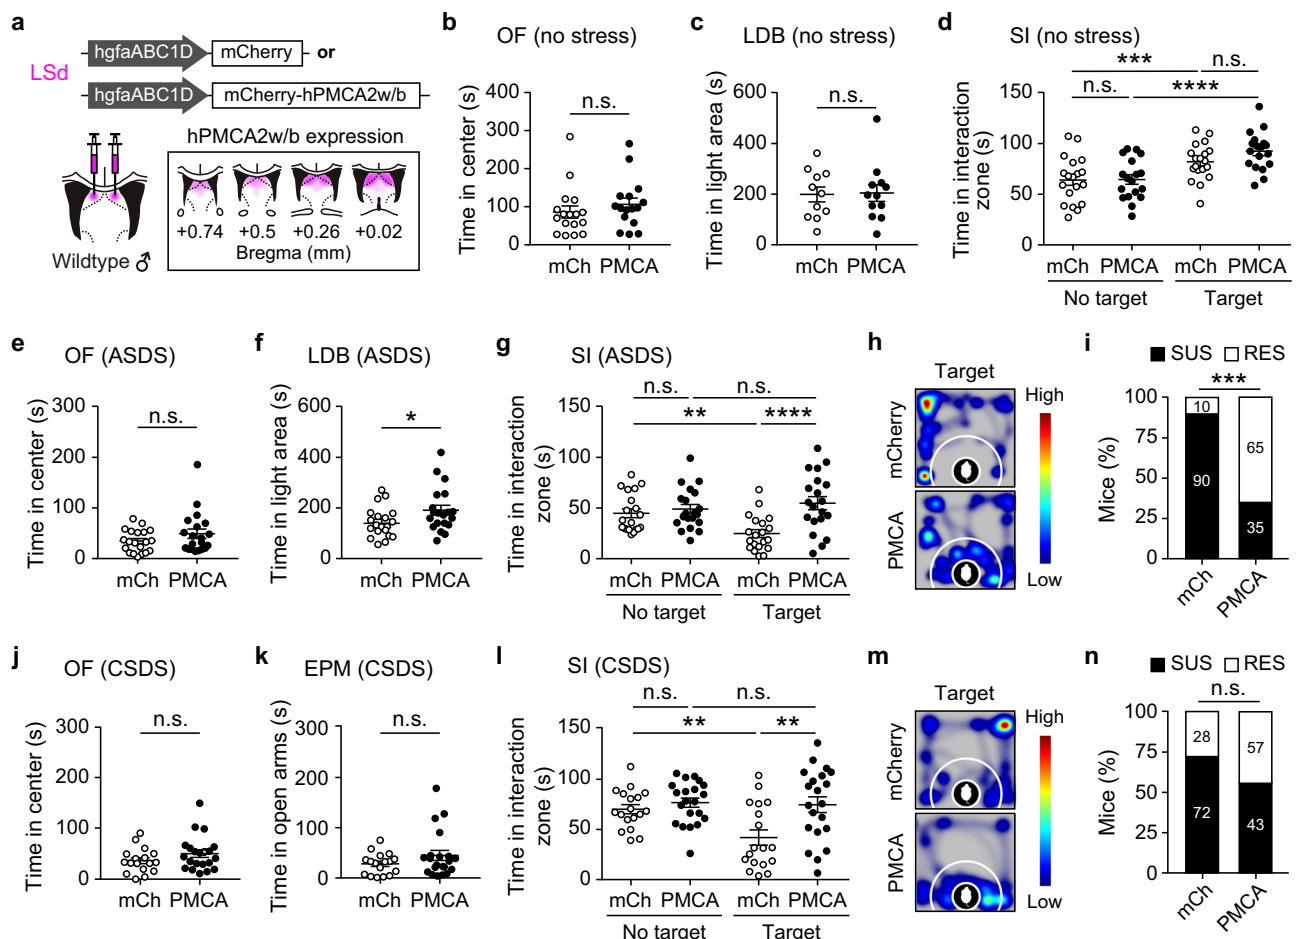 a
hgfaABC1D mCherry or
LSd
hgfaABC1D mCherry-hPMCA2w/b
hPMCA2w/b expression
+0.74 +0.5 +0.26 +0.02
Bregma (mm)
Wildtype ♂
b OF (no stress)
n.s.
Time in center (s)
400
300
200
100
0
mCh PMCA
c LDB (no stress)
n.s.
Time in light area (s)
600
400
200
0
mCh PMCA
d SI (no stress)
*** n.s.
n.s. ****
Time in interaction
zone (s)
150
100
50
0
mCh PMCA mCh PMCA
No target Target
e OF (ASDS)
n.s.
Time in center (s)
300
200
100
0
mCh PMCA
f LDB (ASDS)
*
Time in light area (s)
600
400
200
0
mCh PMCA
g SI (ASDS)
n.s. n.s.
** ****
Time in interaction
zone (s)
150
100
50
0
mCh PMCA mCh PMCA
No target Target
h
Target
mCherry
PMCA
High
Low
i
SUS RES
***
Mice (%)
100
75
50
25
0
10
90
65
35
mCh PMCA
j OF (CSDS)
n.s.
Time in center (s)
300
200
100
0
mCh PMCA
k EPM (CSDS)
n.s.
Time in open arms (s)
300
200
100
0
mCh PMCA
l SI (CSDS)
n.s. n.s.
** **
Time in interaction
zone (s)
150
100
50
0
mCh PMCA mCh PMCA
No target Target
m
Target
mCherry
PMCA
High
Low
n
SUS RES
n.s.
Mice (%)
100
75
50
25
0
28
72
57
43
mCh PMCA